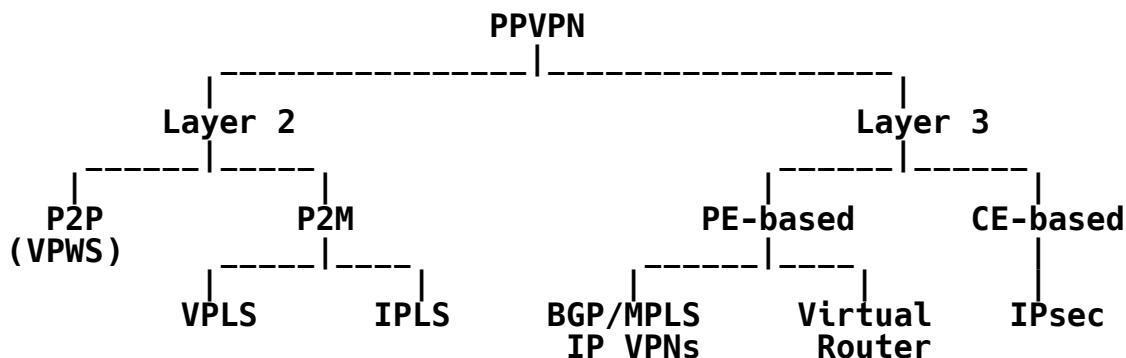 PPVPN
Layer 2 Layer 3
P2P P2M PE-based CE-based
(VPWS)
VPLS IPLS BGP/MPLS Virtual IPsec
IP VPNs Router